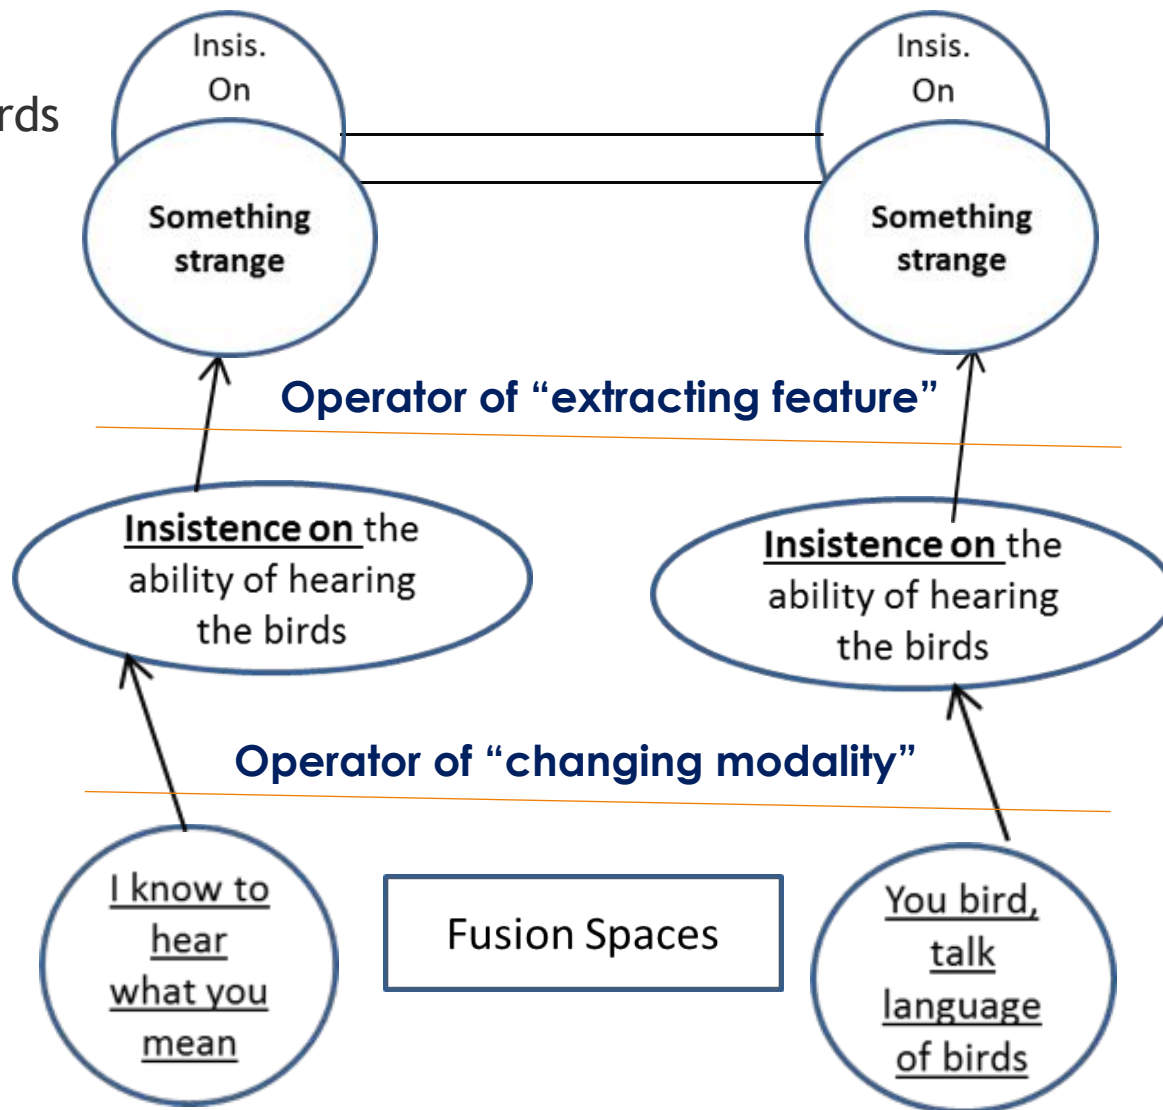 Insis.
On
Something
strange
Insis.
On
Something
strange
Operator of “extracting feature”
Insistence on the
ability of hearing
the birds
Insistence on the
ability of hearing
the birds
Operator of “changing modality”
I know to
hear
what you
mean
Fusion Spaces
You bird,
talk
language
of birds